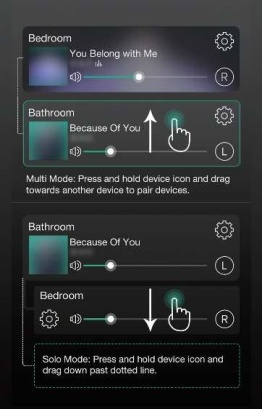 Bedroom
You Belong with Me
R
Bathroom
Because Of You
L
Multi Mode: Press and hold device icon and drag
towards another device to pair devices.
Bathroom
Because Of You
L
Bedroom
R
Solo Mode: Press and hold device icon and
drag down past dotted line.